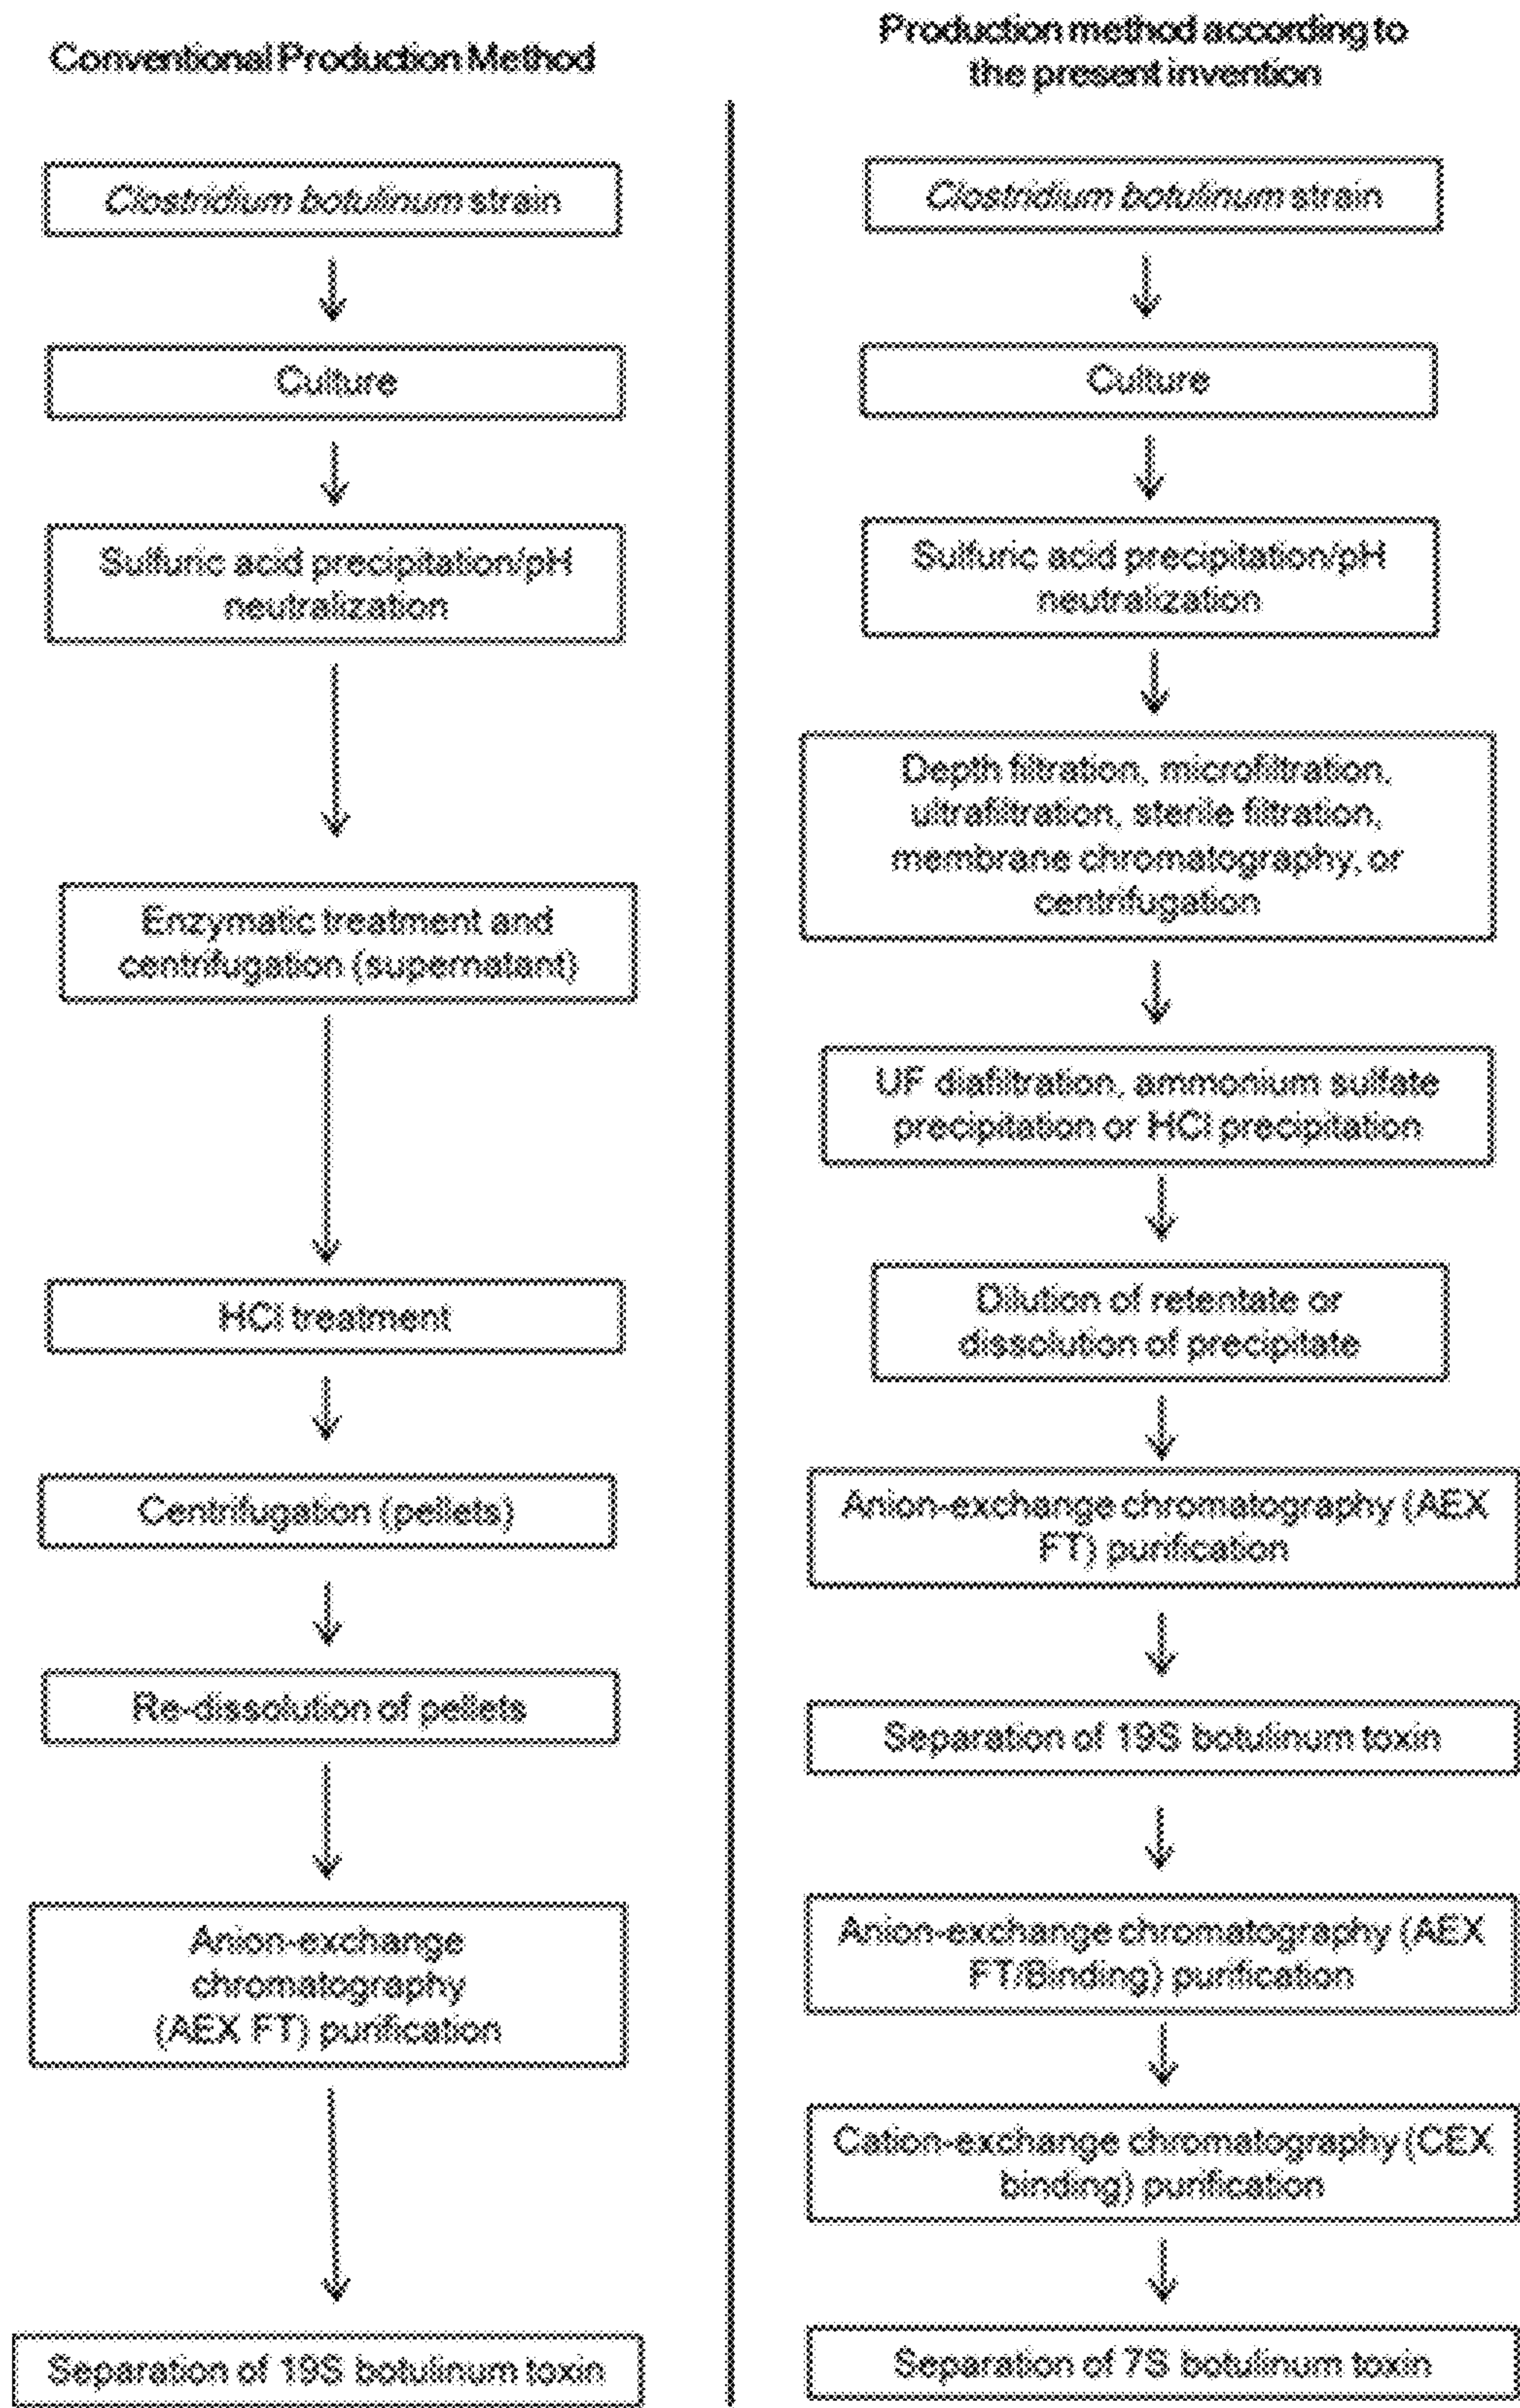 Conventional Production Method
Clostridium botulinum strain
Culture
Sulfuric acid precipitation/pH
neutralization
Enzymatic treatment and
centrifugation (supernatant)
HCl treatment
Centrifugation (pellets)
Re-dissolution of pellets
Anion-exchange
chromatography
(AEX FT) purification
Separation of 19S botulinum toxin
Production method according to
the present invention
Clostridium botulinum strain
Culture
Sulfuric acid precipitation/pH
neutralization
Depth filtration, microfiltration,
ultrafiltration, sterile filtration,
membrane chromatography, or
centrifugation
UF diafiltration, ammonium sulfate
precipitation or HCl precipitation
Dilution of retentate or
dissolution of precipitate
Anion-exchange chromatography (AEX
FT) purification
Separation of 19S botulinum toxin
Anion-exchange chromatography (AEX
FT/Binding) purification
Cation-exchange chromatography (CEX
binding) purification
Separation of 7S botulinum toxin